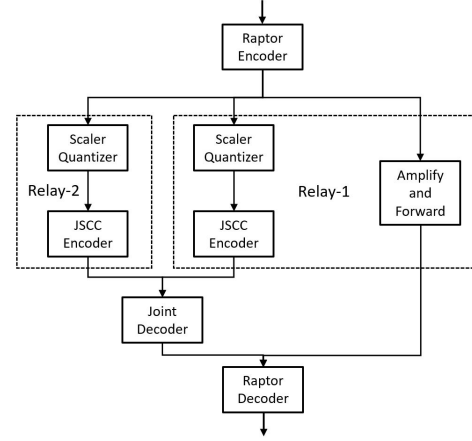 Raptor
Encoder
Scaler
Quantizer
Scaler
Quantizer
Relay-2
Relay-1
Amplify
and
Forward
JSCC
Encoder
JSCC
Encoder
Joint
Decoder
Raptor
Decoder